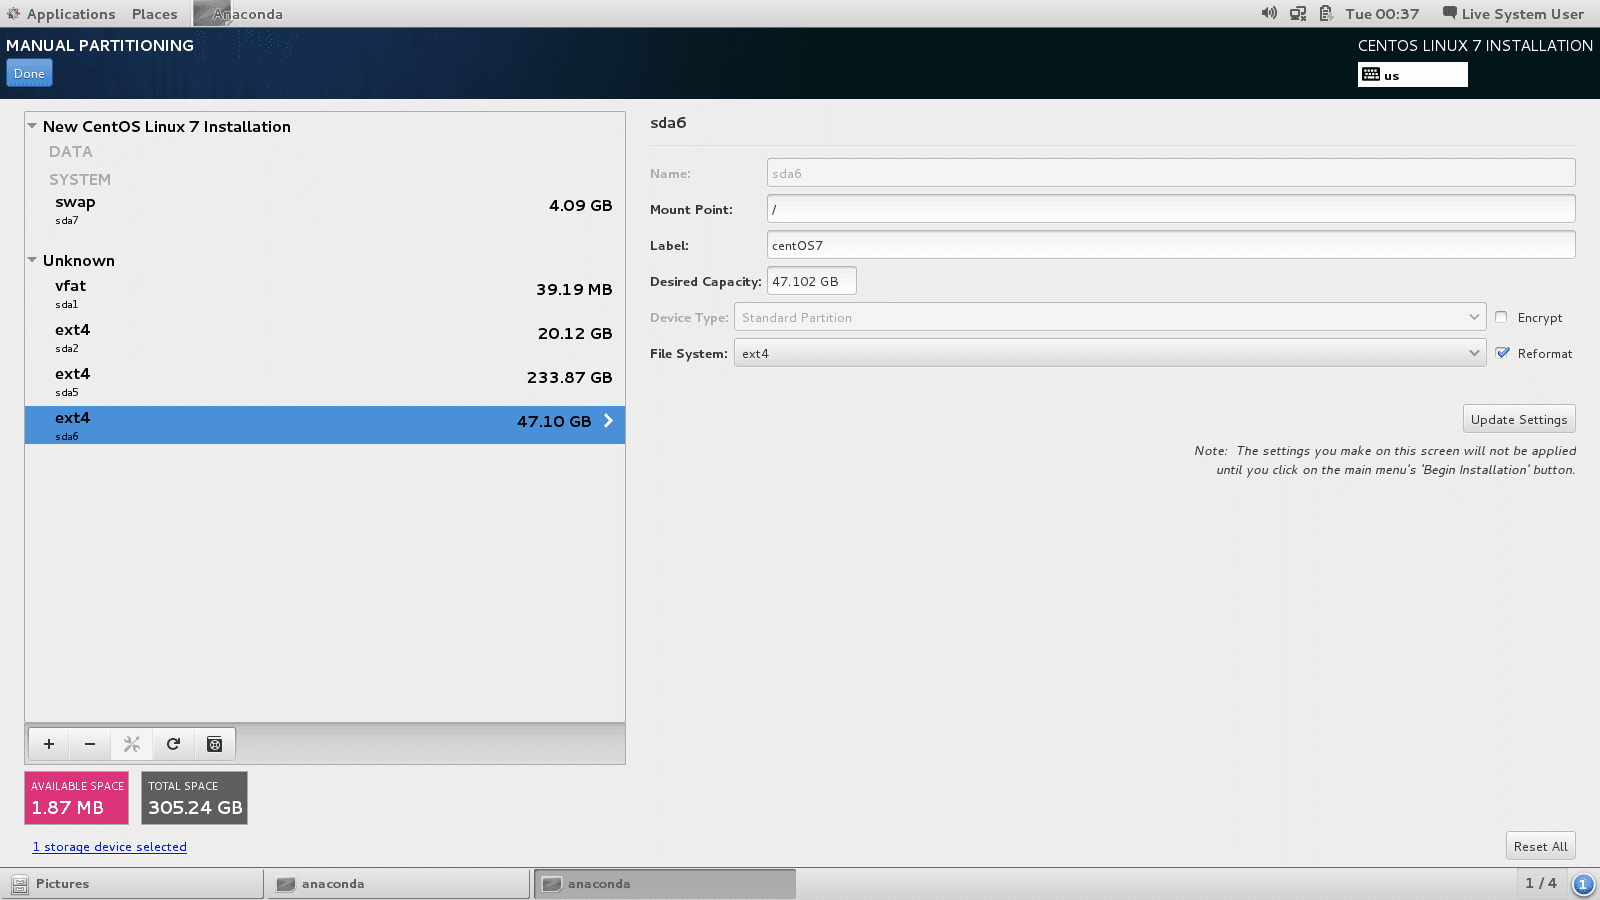 Applications Places Anaconda Tue 00:37 Live System User
MANUAL PARTITIONING
CENTOS LINUX 7 INSTALLATION
Done
us
New CentOS Linux 7 Installation
DATA
SYSTEM
swap
4.09 GB
sda7
Unknown
vfat
39.19 MB
sda1
ext4
20.12 GB
sda2
ext4
233.87 GB
sda5
ext4
47.10 GB
sda6
AVAILABLE SPACE
1.87 MB
TOTAL SPACE
305.24 GB
1 storage device selected
sda6
Name: sda6
Mount Point: /
Label: centOS7
Desired Capacity: 47.102 GB
Device Type: Standard Partition Encrypt
File System: ext4 Reformat
Update Settings
Note: The settings you make on this screen will not be applied
until you click on the main menu's 'Begin Installation' button.
Reset All
Pictures anaconda anaconda 1 / 4 1